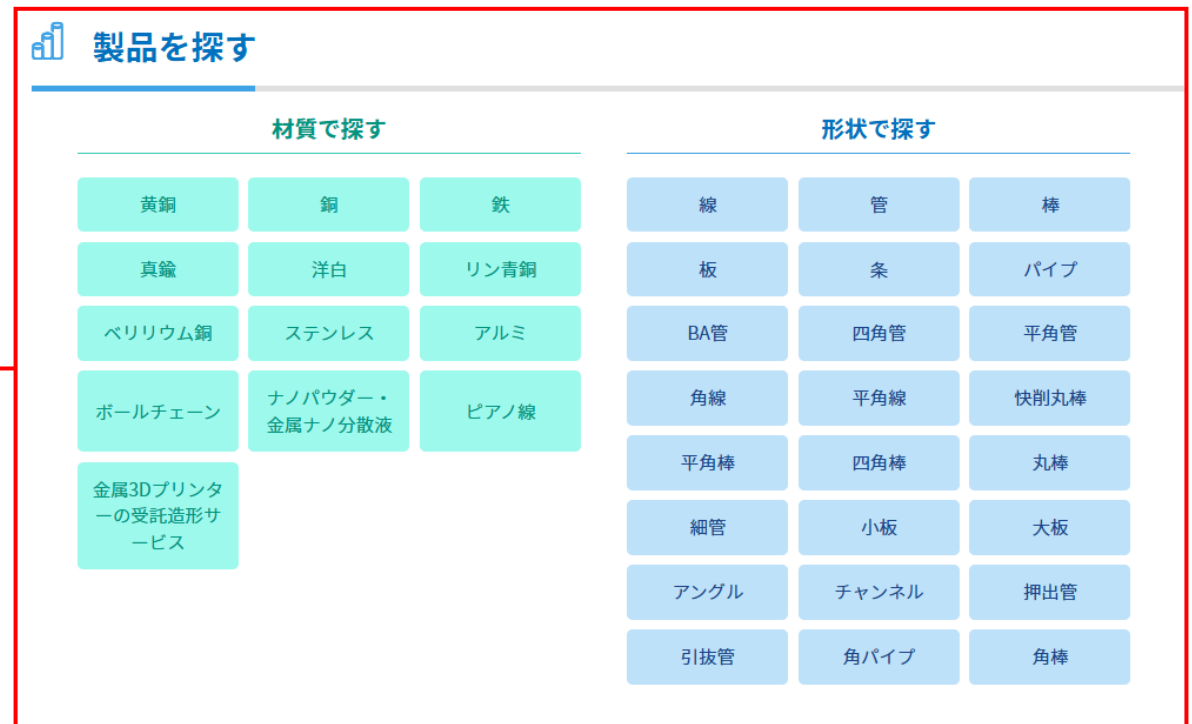 製品を探す
材質で探す
黄銅
銅
鉄
真鍮
洋白
リン青銅
ベリリウム銅
ステンレス
アルミ
ボールチェーン
ナノパウダー・
金属ナノ分散液
ピアノ線
金属3Dプリンタ
ーの受託造形サ
ービス
形状で探す
線
管
棒
板
条
パイプ
BA管
四角管
平角管
角線
平角線
快削丸棒
平角棒
四角棒
丸棒
細管
小板
大板
アングル
チャンネル
押出管
引抜管
角パイプ
角棒